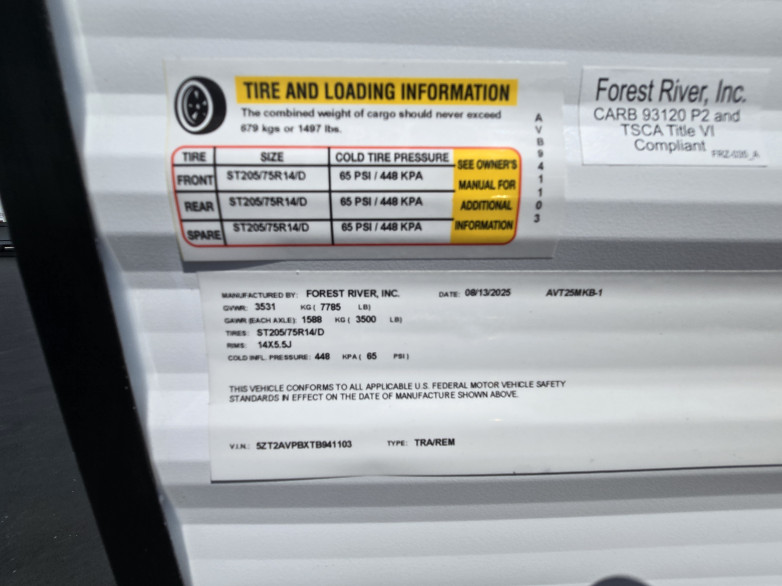 TIRE AND LOADING INFORMATION
The combined weight of cargo should never exceed
679 kgs or 1497 lbs.
TIRE SIZE COLD TIRE PRESSURE
FRONT ST205/75R14/D 65 PSI / 448 KPA
REAR ST205/75R14/D 65 PSI / 448 KPA
SPARE ST205/75R14/D 65 PSI / 448 KPA
SEE OWNER'S
MANUAL FOR
ADDITIONAL
INFORMATION
AVB941103
Forest River, Inc.
CARB 93120 P2 and
TSCA Title VI
Compliant
FRZ-035_A
MANUFACTURED BY: FOREST RIVER, INC. DATE: 08/13/2025 AVT25MKB-1
GVWR: 3531 KG ( 7785 LB)
GAWR (EACH AXLE): 1588 KG ( 3500 LB)
TIRES: ST205/75R14/D
RIMS: 14X5.5J
COLD INFL. PRESSURE: 448 KPA ( 65 PSI )
THIS VEHICLE CONFORMS TO ALL APPLICABLE U.S. FEDERAL MOTOR VEHICLE SAFETY
STANDARDS IN EFFECT ON THE DATE OF MANUFACTURE SHOWN ABOVE.
V.I.N.: 5ZT2AVPBXTB941103 TYPE: TRA/REM